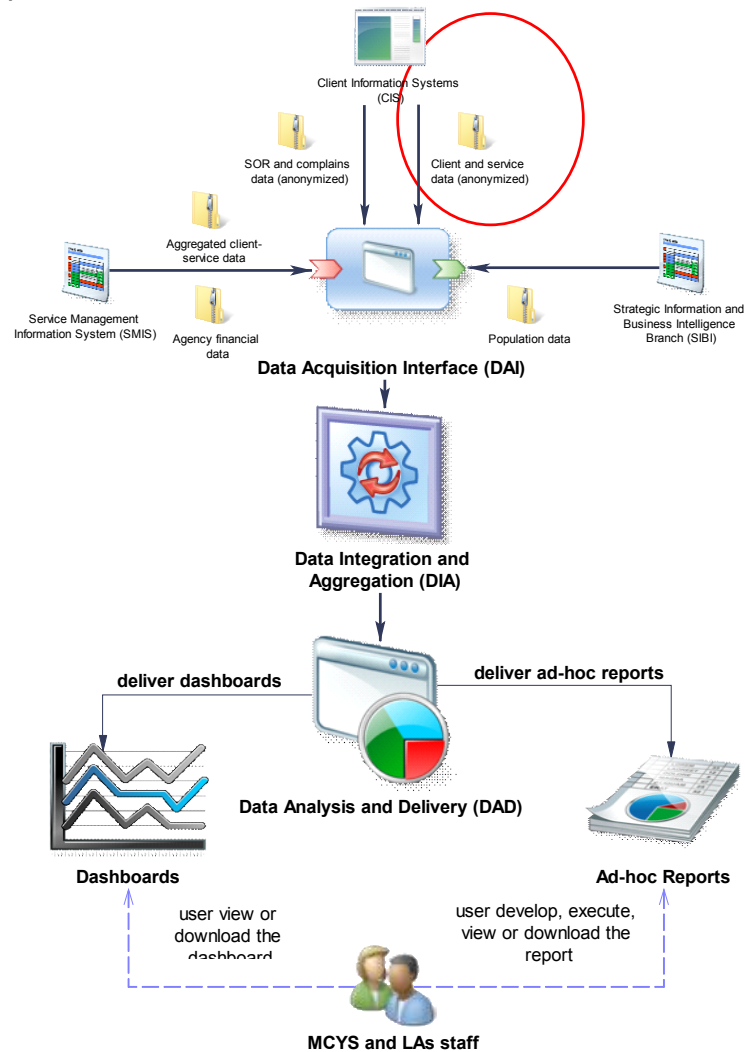 Client Information Systems
(CIS)
SOR and complains
data (anonymized)
Client and service
data (anonymized)
Aggregated client-
service data
Service Management
Information System (SMIS)
Agency financial
data
Population data
Strategic Information and
Business Intelligence
Branch (SIBI)
Data Acquisition Interface (DAI)
Data Integration and
Aggregation (DIA)
deliver dashboards
deliver ad-hoc reports
Data Analysis and Delivery (DAD)
Dashboards
Ad-hoc Reports
user view or
download the
dashboard
user develop, execute,
view or download the
report
MCYS and LAs staff